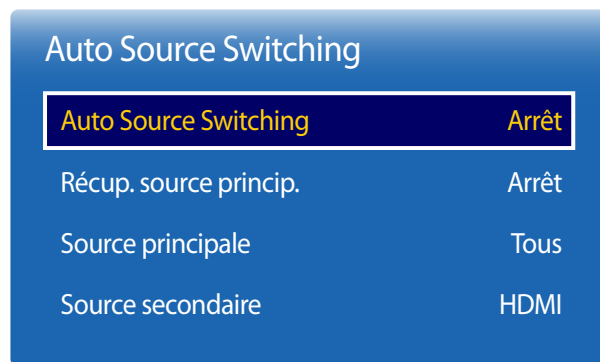 Auto Source Switching
Auto Source Switching Arrêt
Récup. source princip. Arrêt
Source principale Tous
Source secondaire HDMI